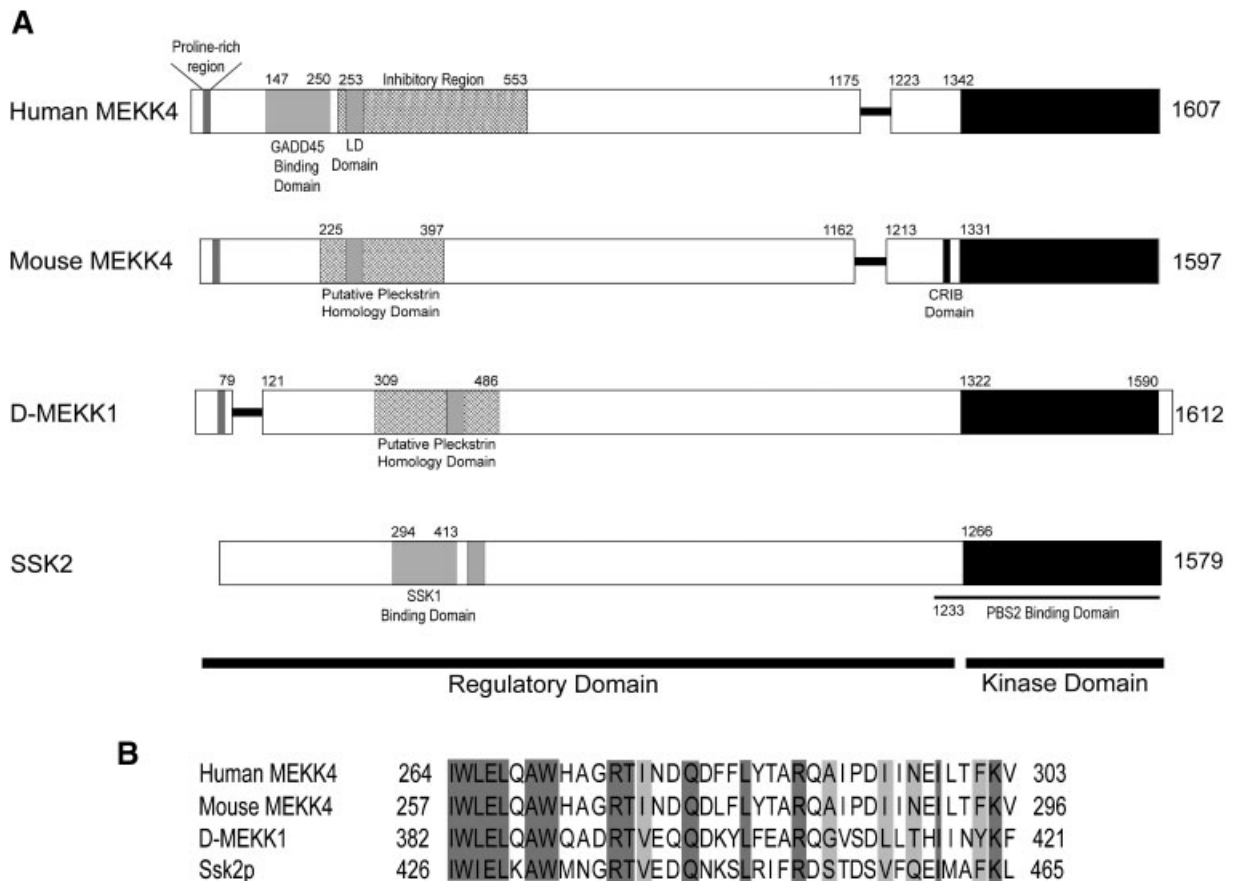 A
Proline-rich
region
147 250 253 Inhibitory Region 553 1175 1223 1342
Human MEKK4 1607
GADD45
Binding
Domain
LD
Domain
225 397 1162 1213 1331
Mouse MEKK4 1597
Putative Pleckstrin
Homology Domain
CRIB
Domain
79 121 309 486 1322 1590
D-MEKK1 1612
Putative Pleckstrin
Homology Domain
294 413 1266
SSK2 1579
SSK1
Binding Domain
1233 PBS2 Binding Domain
Regulatory Domain Kinase Domain
B
Human MEKK4 264 IWLELQAWHAGRTINDQDFFLYTARQAIPDIINEILTFKV 303
Mouse MEKK4 257 IWLELQAWHAGRTINDQDLFLYTARQAIPDIINEILTFKV 296
D-MEKK1 382 IWLELQAWQADRTVEQQDKYLFEARQGVSDLLTHIINYKF 421
Ssk2p 426 IWIELKAWMNGRTVEDQNKSLRIFRDSTDSVFQEIMAFKL 465